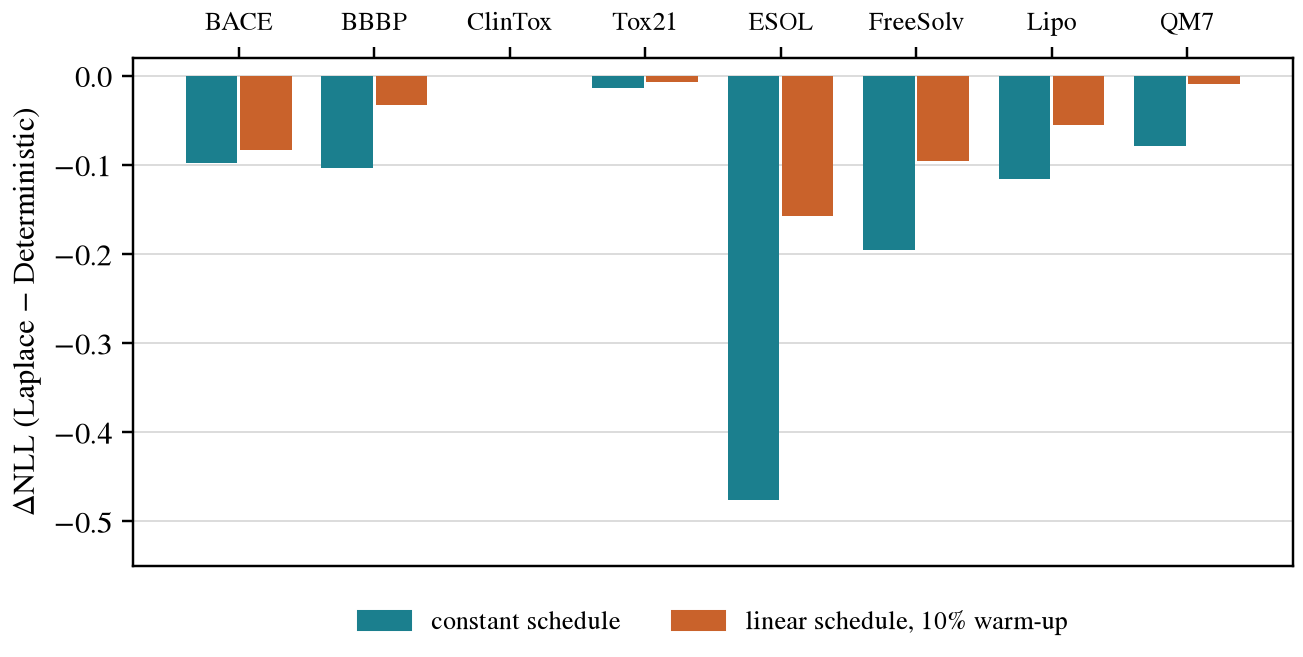 BACE BBBP ClinTox Tox21 ESOL FreeSolv Lipo QM7
0.0
−0.1
−0.2
−0.3
−0.4
−0.5
ΔNLL (Laplace − Deterministic)
constant schedule linear schedule, 10% warm-up